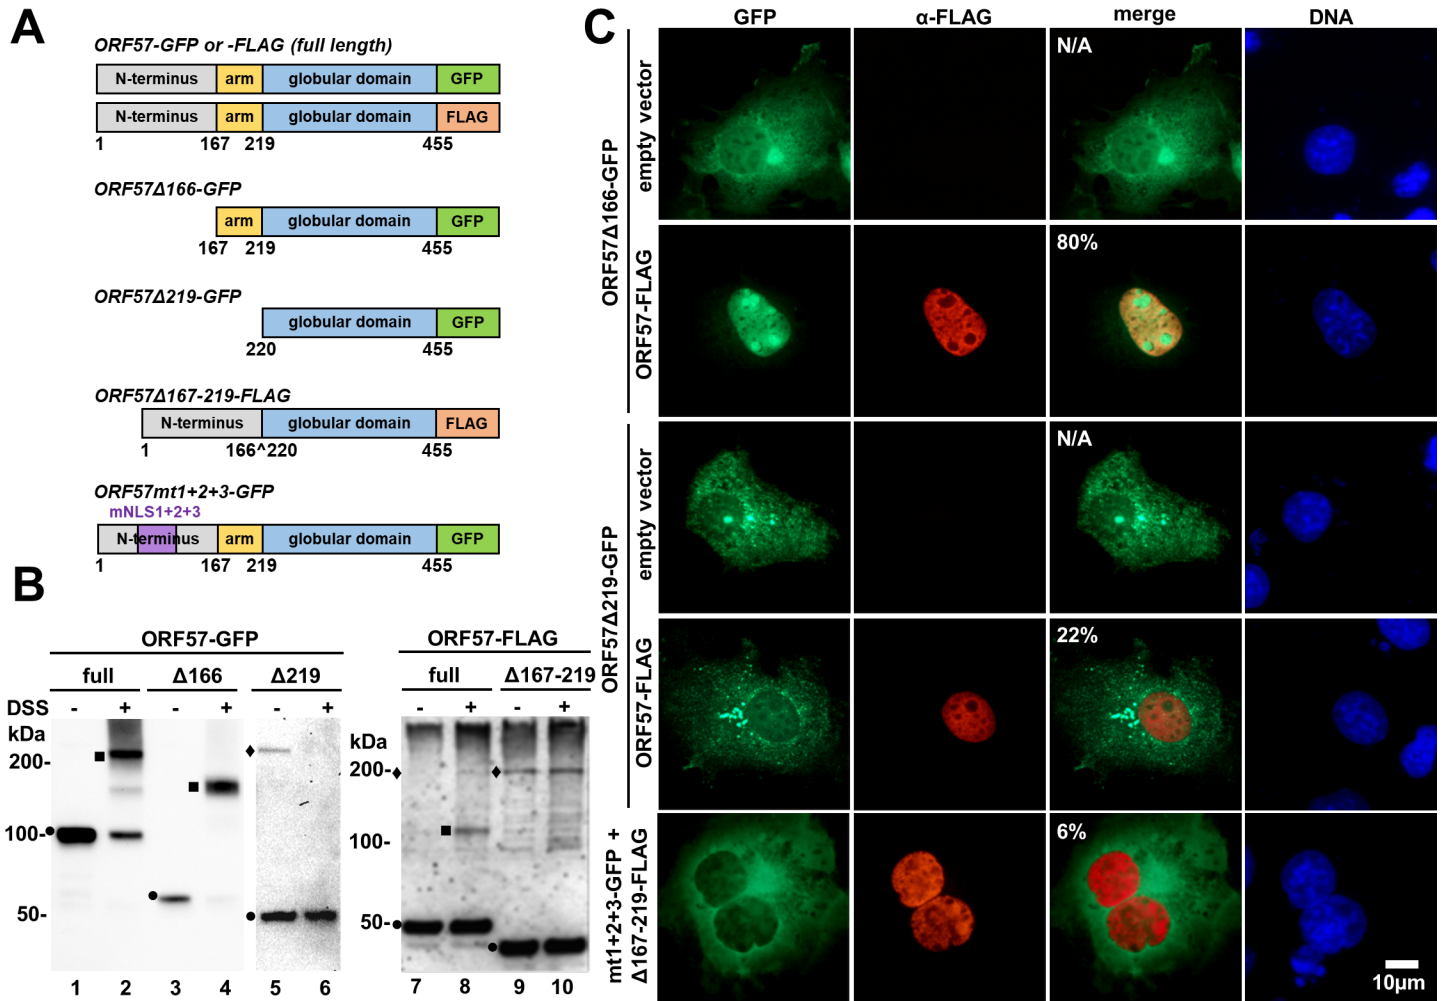 A
ORF57-GFP or -FLAG (full length)
N-terminus arm globular domain GFP
N-terminus arm globular domain FLAG
1 167 219 455
ORF57Δ166-GFP
arm globular domain GFP
167 219 455
ORF57Δ219-GFP
globular domain GFP
220 455
ORF57Δ167-219-FLAG
N-terminus globular domain FLAG
1 166^220 455
ORF57mt1+2+3-GFP
mNLS1+2+3
N-terminus arm globular domain GFP
1 167 219 455
B
ORF57-GFP
full Δ166 Δ219
DSS - + - + - +
kDa
200-
100-
50-
1 2 3 4 5 6
ORF57-FLAG
full Δ167-219
- + - +
kDa
200-
100-
50-
7 8 9 10
C
GFP α-FLAG merge DNA
ORF57Δ166-GFP
empty vector
N/A
ORF57-FLAG
80%
ORF57Δ219-GFP
empty vector
N/A
ORF57-FLAG
22%
mt1+2+3-GFP +
Δ167-219-FLAG
6%
10μm